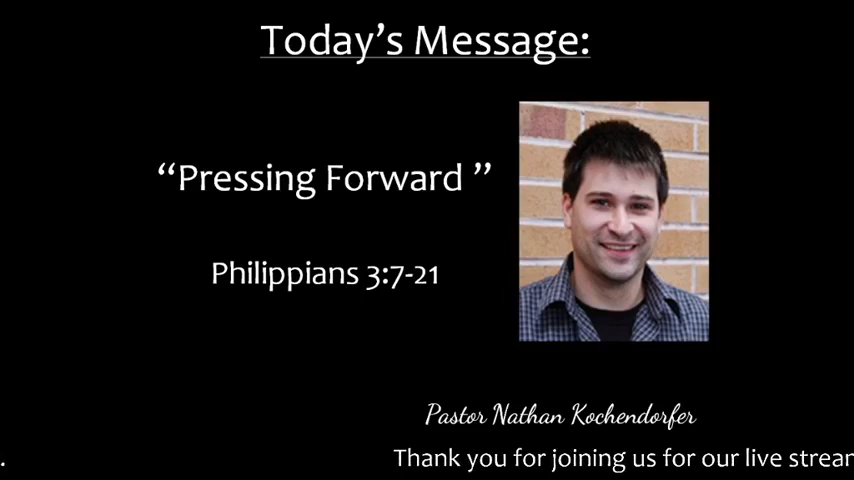 Today’s Message:
“Pressing Forward ”
Philippians 3:7-21
Pastor Nathan Kochendorfer
. Thank you for joining us for our live